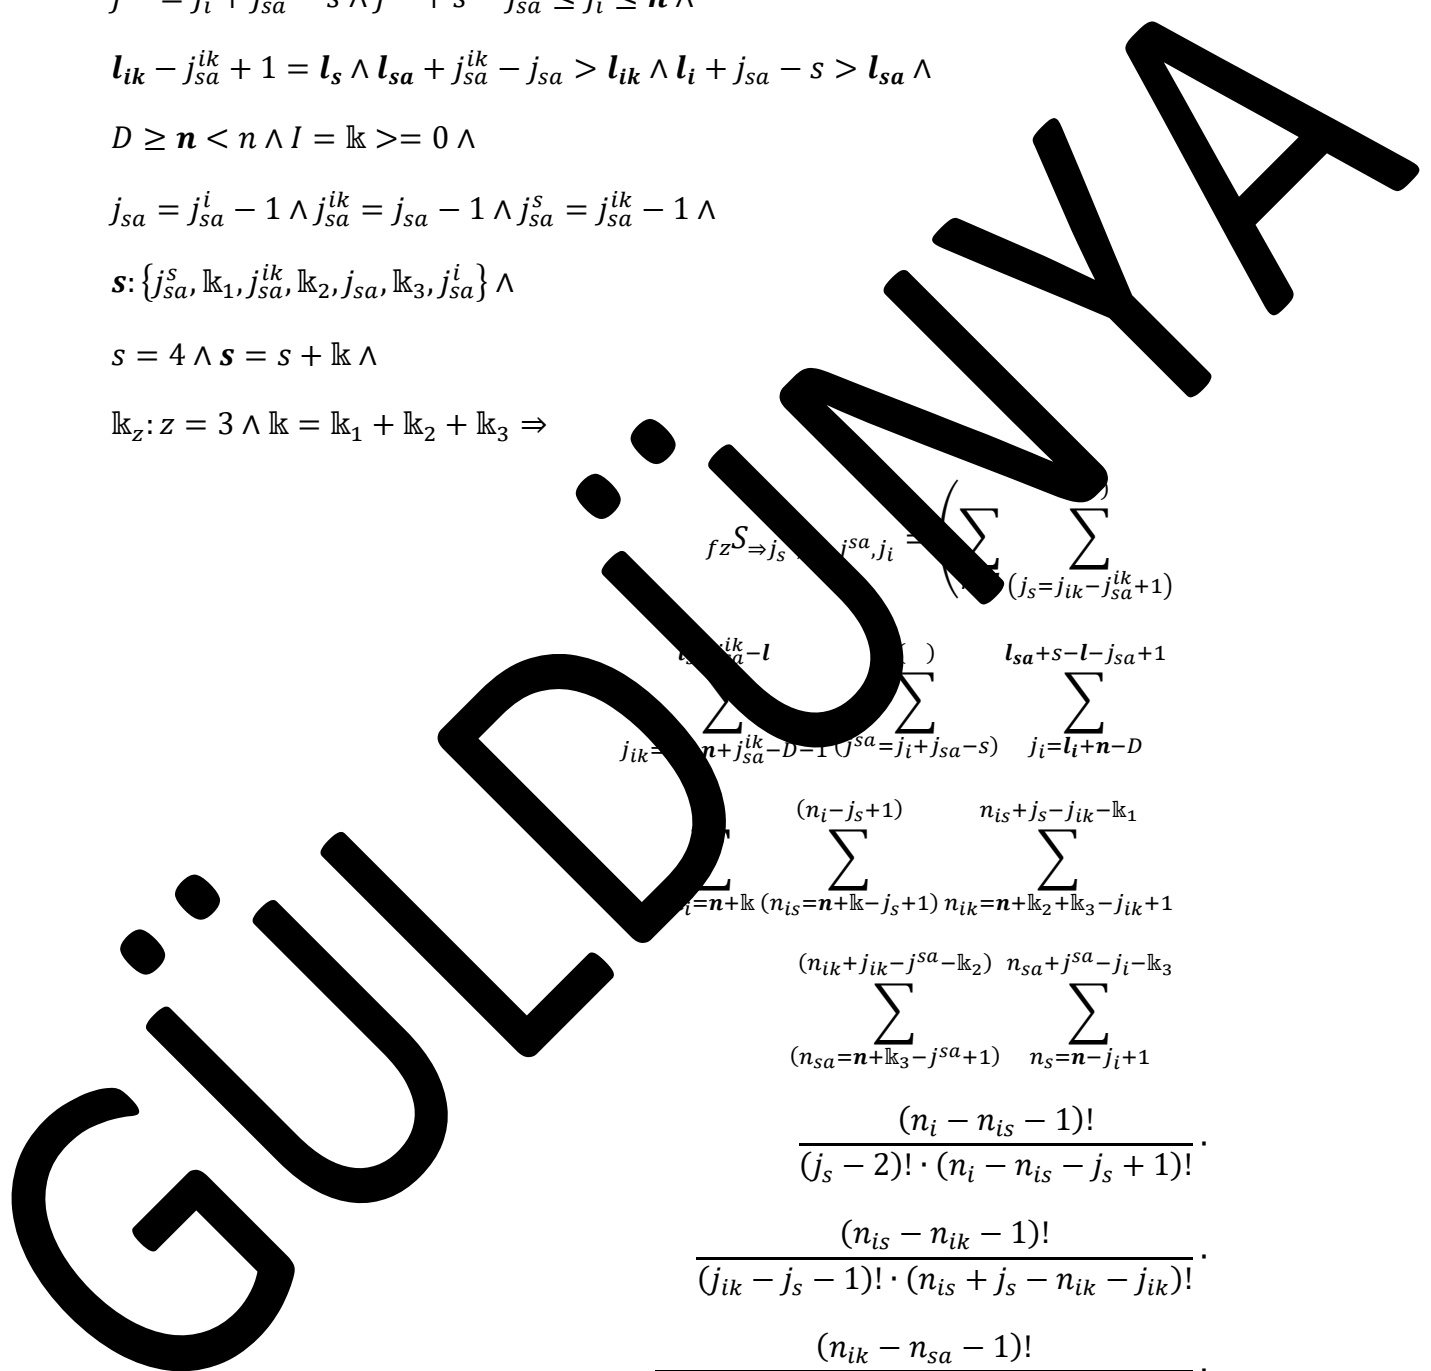 𝒍𝒊𝒌 − j_{sa}^{ik} + 1 = 𝒍𝒔 ∧ 𝒍𝒔𝒂 + j_{sa}^{ik} − j_{sa} > 𝒍𝒊𝒌 ∧ 𝒍𝒊 + j_{sa} − s > 𝒍𝒔𝒂 ∧
D ≥ 𝒏 < n ∧ I = 𝕜 >= 0 ∧
j_{sa} = j_{sa}^{i} − 1 ∧ j_{sa}^{ik} = j_{sa} − 1 ∧ j_{sa}^{s} = j_{sa}^{ik} − 1 ∧
𝒔: {j_{sa}^{s}, 𝕜_1, j_{sa}^{ik}, 𝕜_2, j_{sa}, 𝕜_3, j_{sa}^{i}} ∧
s = 4 ∧ 𝒔 = s + 𝕜 ∧
𝕜_z: z = 3 ∧ 𝕜 = 𝕜_1 + 𝕜_2 + 𝕜_3 ⇒
_{fz}S_{⇒j_s j^{sa},j_i} = ( ∑ ∑
(j_s=j_{ik}−j_{sa}^{ik}+1)
( ) 𝒍𝒔𝒂+s−𝒍−j_{sa}+1
∑ ∑ ∑
(j^{sa}=j_i+j_{sa}−s) j_i=𝒍𝒊+𝒏−D
(n_i−j_s+1) n_{is}+j_s−j_{ik}−𝕜_1
∑ ∑ ∑
n_i=𝒏+𝕜 (n_{is}=𝒏+𝕜−j_s+1) n_{ik}=𝒏+𝕜_2+𝕜_3−j_{ik}+1
(n_{ik}+j_{ik}−j^{sa}−𝕜_2) n_{sa}+j^{sa}−j_i−𝕜_3
∑ ∑
(n_{sa}=𝒏+𝕜_3−j^{sa}+1) n_s=𝒏−j_i+1
(n_i − n_{is} − 1)!
(j_s − 2)! · (n_i − n_{is} − j_s + 1)! ·
(n_{is} − n_{ik} − 1)!
(j_{ik} − j_s − 1)! · (n_{is} + j_s − n_{ik} − j_{ik})! ·
(n_{ik} − n_{sa} − 1)!
GÜLDÜNYA